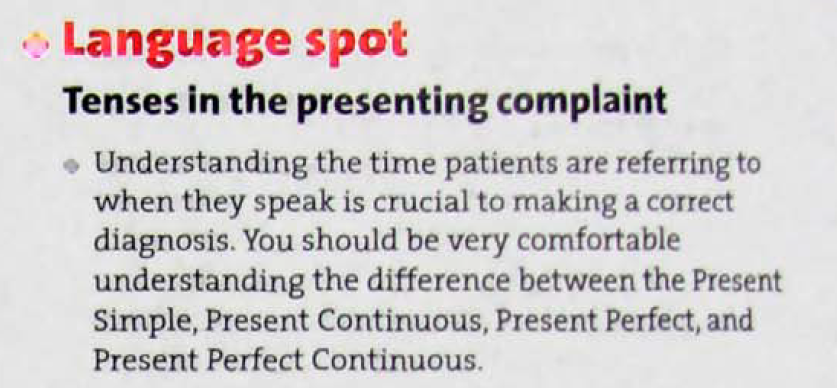 Language spot
Tenses in the presenting complaint
Understanding the time patients are referring to
when they speak is crucial to making a correct
diagnosis. You should be very comfortable
understanding the difference between the Present
Simple, Present Continuous, Present Perfect, and
Present Perfect Continuous.